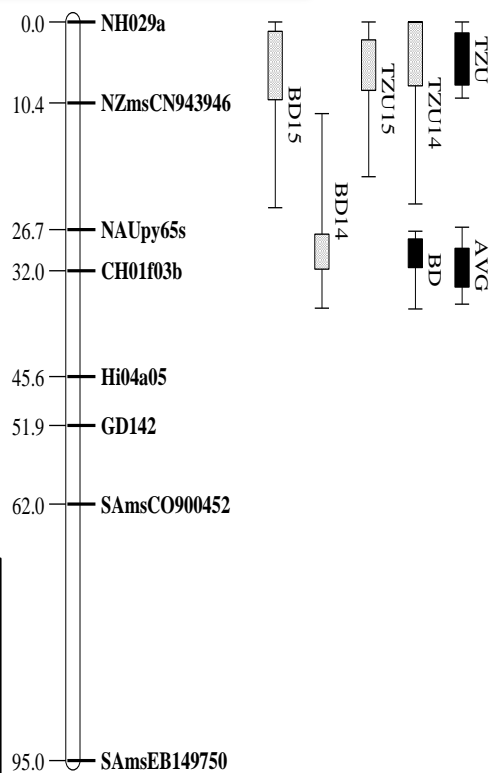 0.0 NH029a
10.4 NZmsCN943946
26.7 NAUpy65s
32.0 CH01f03b
45.6 Hi04a05
51.9 GD142
62.0 SAmsCO900452
95.0 SAmsEB149750
BD15
BD14
TZU15
TZU14
BD
TZU
AVG